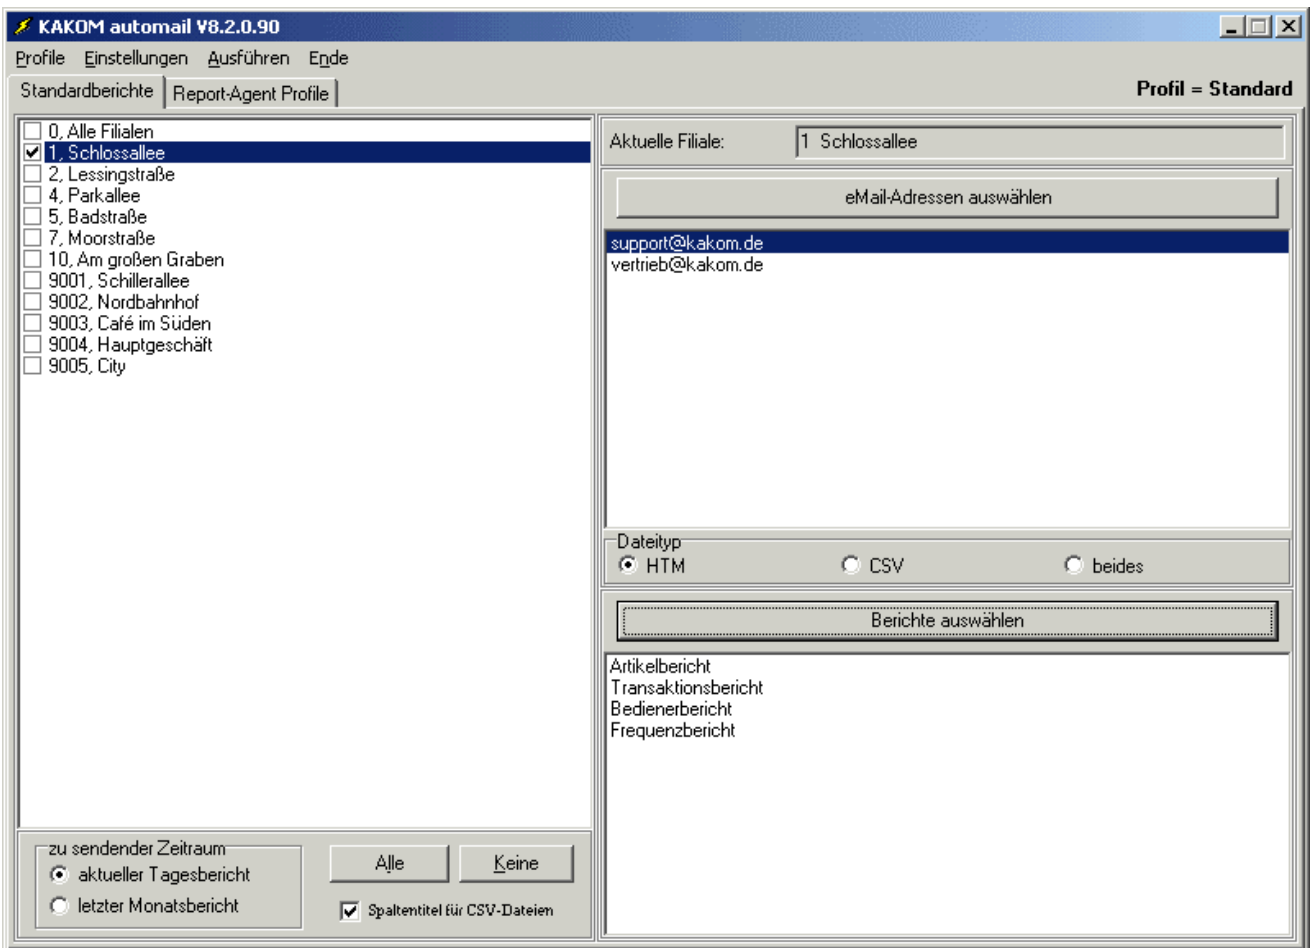 KAKOM automail V8.2.0.90
Profile Einstellungen Ausführen Ende
Standardberichte Report-Agent Profile Profil = Standard
0, Alle Filialen
1, Schlossallee
2, Lessingstraße
4, Parkallee
5, Badstraße
7, Moorstraße
10, Am großen Graben
9001, Schillerallee
9002, Nordbahnhof
9003, Café im Süden
9004, Hauptgeschäft
9005, City
zu sendender Zeitraum
aktueller Tagesbericht
letzter Monatsbericht
Alle Keine
Spaltentitel für CSV-Dateien
Aktuelle Filiale: 1 Schlossallee
eMail-Adressen auswählen
support@kakom.de
vertrieb@kakom.de
Dateityp
HTM CSV beides
Berichte auswählen
Artikelbericht
Transaktionsbericht
Bedienerbericht
Frequenzbericht